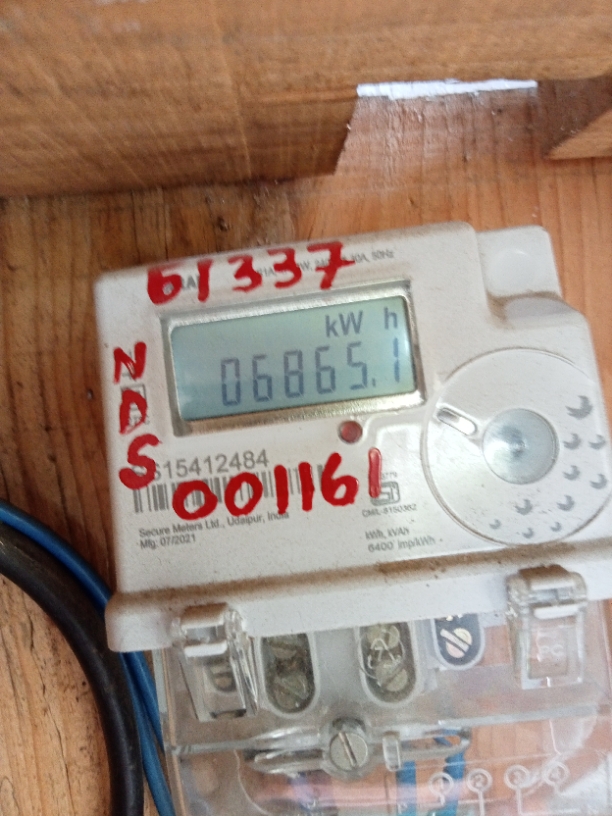 61337
kW h
06865.1
NDS
15412484
001161
Secure Meters Ltd., Udaipur, India
Mfg. 07/2021
kWh, kVAh
6400 imp/kWh